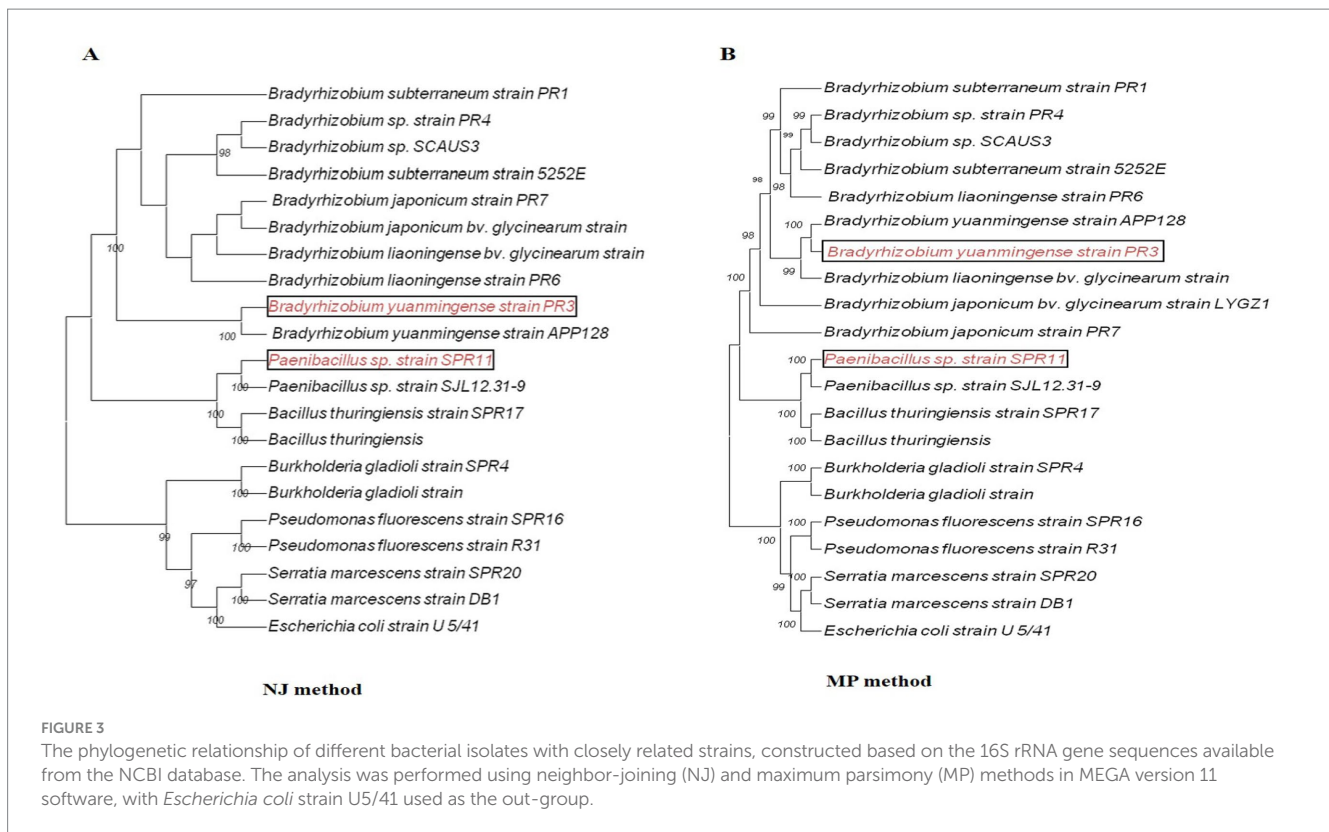 A
Bradyrhizobium subterraneum strain PR1
Bradyrhizobium sp. strain PR4
Bradyrhizobium sp. SCAUS3
98
Bradyrhizobium subterraneum strain 5252E
Bradyrhizobium japonicum strain PR7
Bradyrhizobium japonicum bv. glycinearum strain
100
Bradyrhizobium liaoningense bv. glycinearum strain
Bradyrhizobium liaoningense strain PR6
Bradyrhizobium yuanmingense strain PR3
100
Bradyrhizobium yuanmingense strain APP128
Paenibacillus sp. strain SPR11
100
Paenibacillus sp. strain SJL12.31-9
100
Bacillus thuringiensis strain SPR17
100
Bacillus thuringiensis
Burkholderia gladioli strain SPR4
100
Burkholderia gladioli strain
99
Pseudomonas fluorescens strain SPR16
100
Pseudomonas fluorescens strain R31
97
Serratia marcescens strain SPR20
100
Serratia marcescens strain DB1
100
Escherichia coli strain U 5/41
NJ method
B
Bradyrhizobium subterraneum strain PR1
99
99
Bradyrhizobium sp. strain PR4
99
Bradyrhizobium sp. SCAUS3
Bradyrhizobium subterraneum strain 5252E
98
98
Bradyrhizobium liaoningense strain PR6
100
Bradyrhizobium yuanmingense strain APP128
98
Bradyrhizobium yuanmingense strain PR3
99
Bradyrhizobium liaoningense bv. glycinearum strain
100
Bradyrhizobium japonicum bv. glycinearum strain LYGZ1
Bradyrhizobium japonicum strain PR7
100
Paenibacillus sp. strain SPR11
Paenibacillus sp. strain SJL12.31-9
100
Bacillus thuringiensis strain SPR17
100
Bacillus thuringiensis
100
Burkholderia gladioli strain SPR4
Burkholderia gladioli strain
100
Pseudomonas fluorescens strain SPR16
100
Pseudomonas fluorescens strain R31
100
Serratia marcescens strain SPR20
99
Serratia marcescens strain DB1
100
Escherichia coli strain U 5/41
MP method
FIGURE 3
The phylogenetic relationship of different bacterial isolates with closely related strains, constructed based on the 16S rRNA gene sequences available
from the NCBI database. The analysis was performed using neighbor-joining (NJ) and maximum parsimony (MP) methods in MEGA version 11
software, with Escherichia coli strain U5/41 used as the out-group.